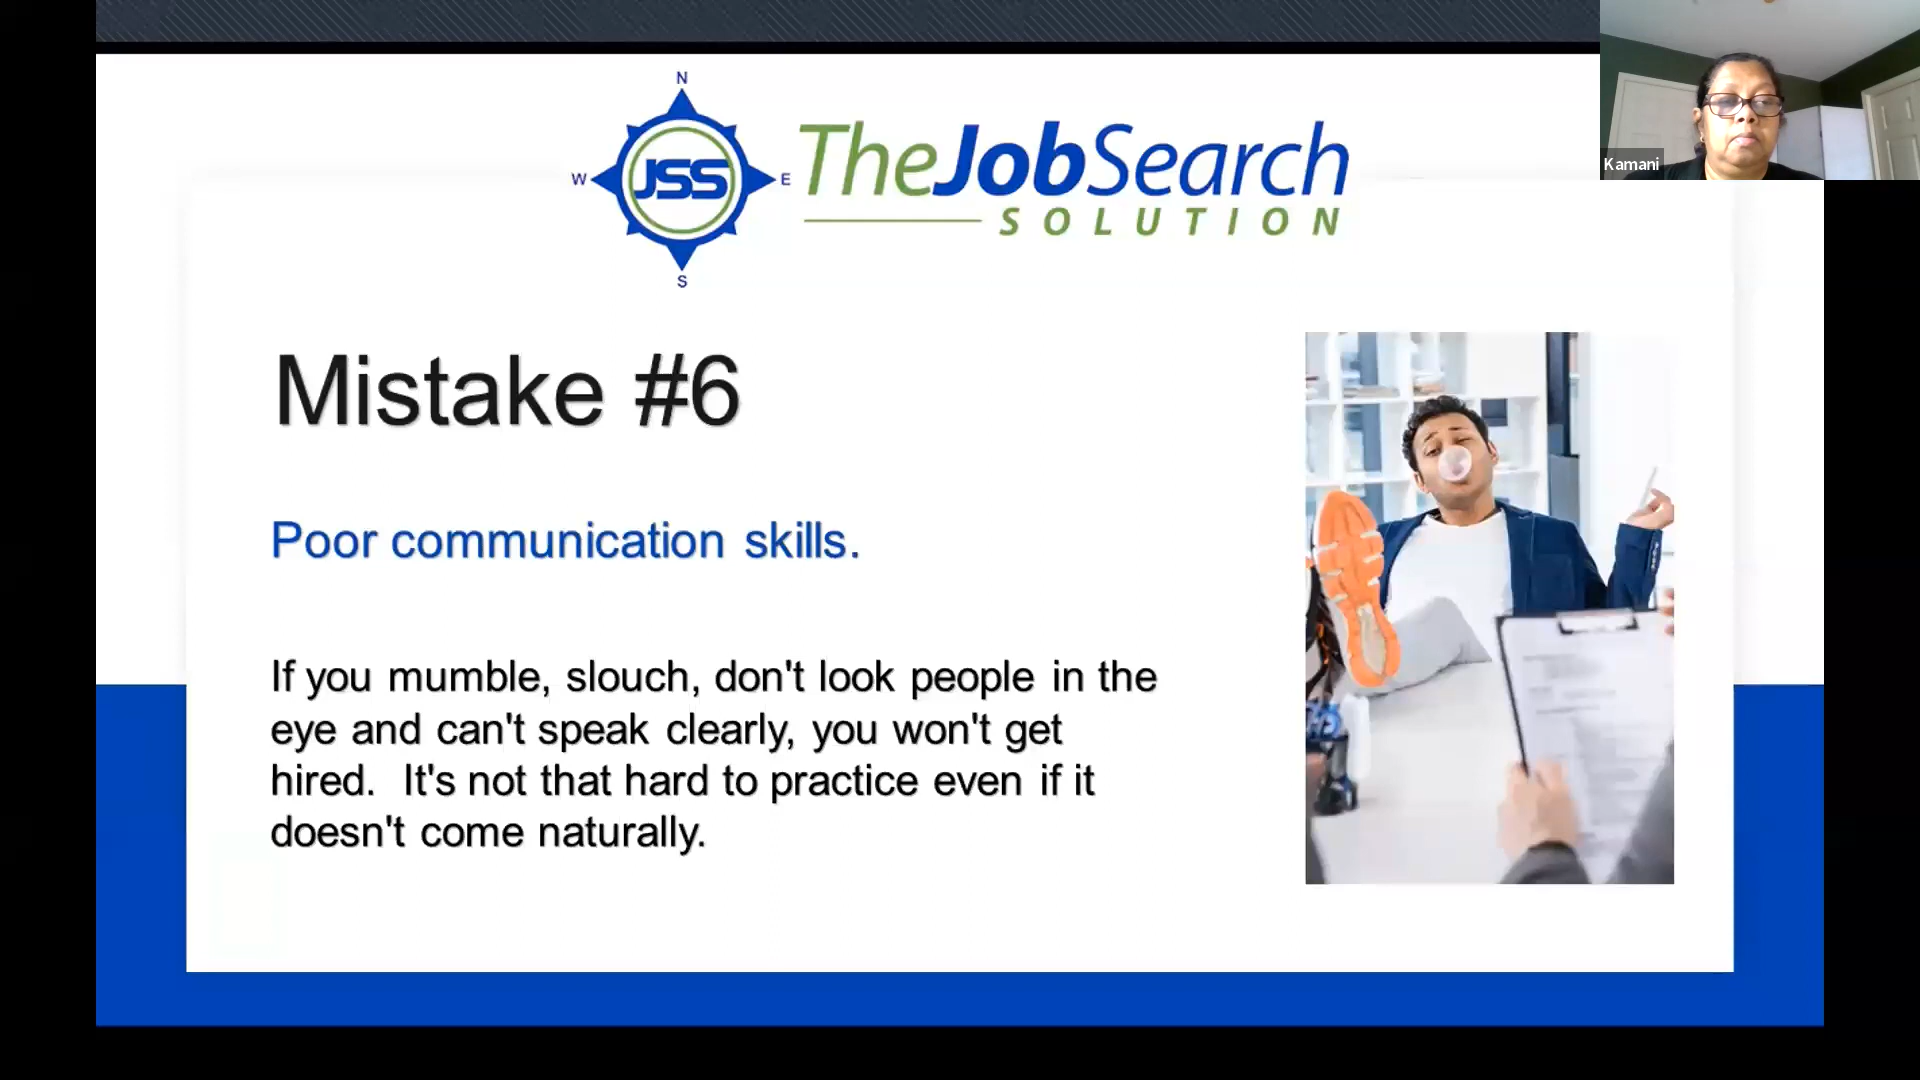 N
W
JSS
E
S
TheJobSearch
SOLUTION
Kamani
Mistake #6
Poor communication skills.
If you mumble, slouch, don't look people in the
eye and can't speak clearly, you won't get
hired.  It's not that hard to practice even if it
doesn't come naturally.